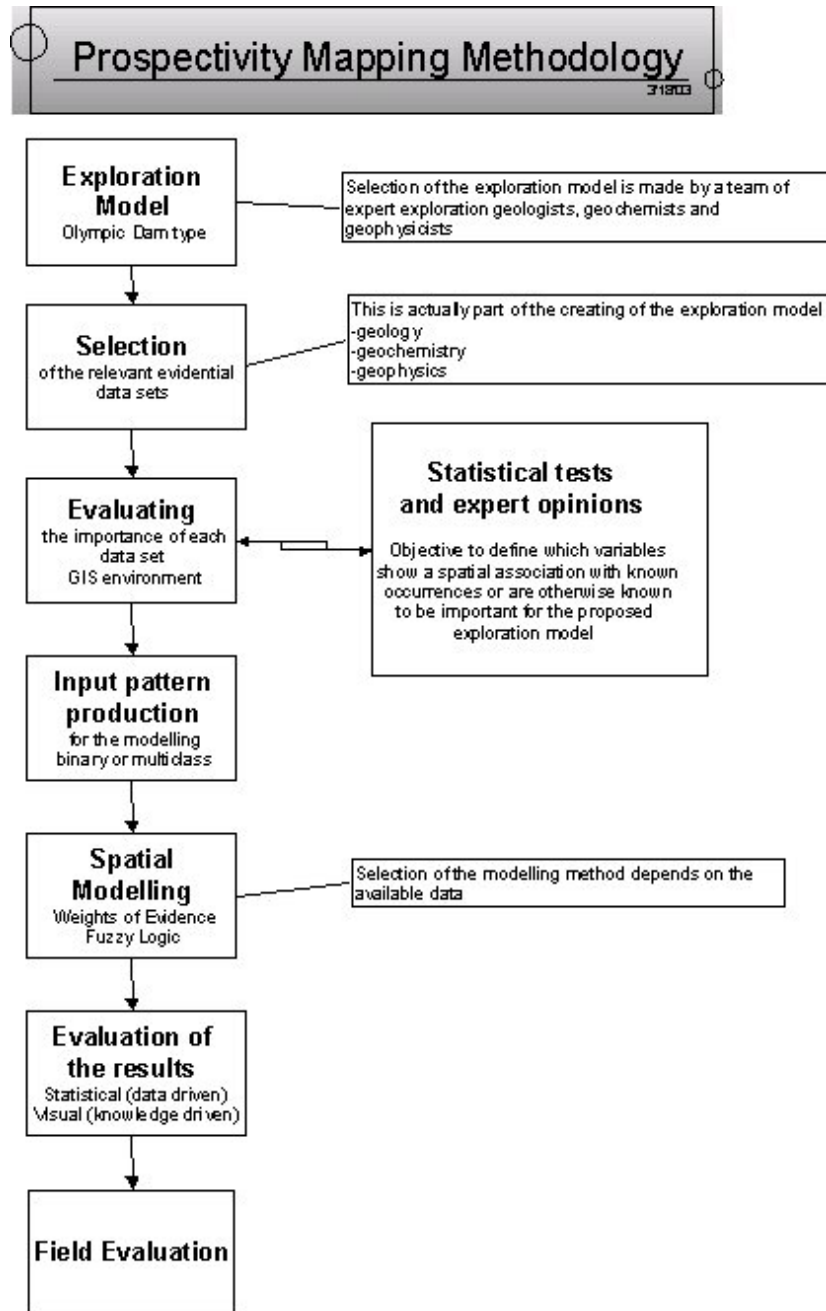 Prospectivity Mapping Methodology
Exploration
Model
Olympic Dam type
Selection of the exploration model is made by a team of
expert exploration geologists, geochemists and
geophysicists
Selection
of the relevant evidential
data sets
This is actually part of the creating of the exploration model
-geology
-geochemistry
-geophysics
Evaluating
the importance of each
data set
GIS environment
Statistical tests
and expert opinions
Objective to define which variables
show a spatial association with known
occurrences or are otherwise known
to be important for the proposed
exploration model
Input pattern
production
for the modelling
binary or multiclass
Spatial
Modelling
Weights of Evidence
Fuzzy Logic
Selection of the modelling method depends on the
available data
Evaluation of
the results
Statistical (data driven)
Visual (knowledge driven)
Field Evaluation